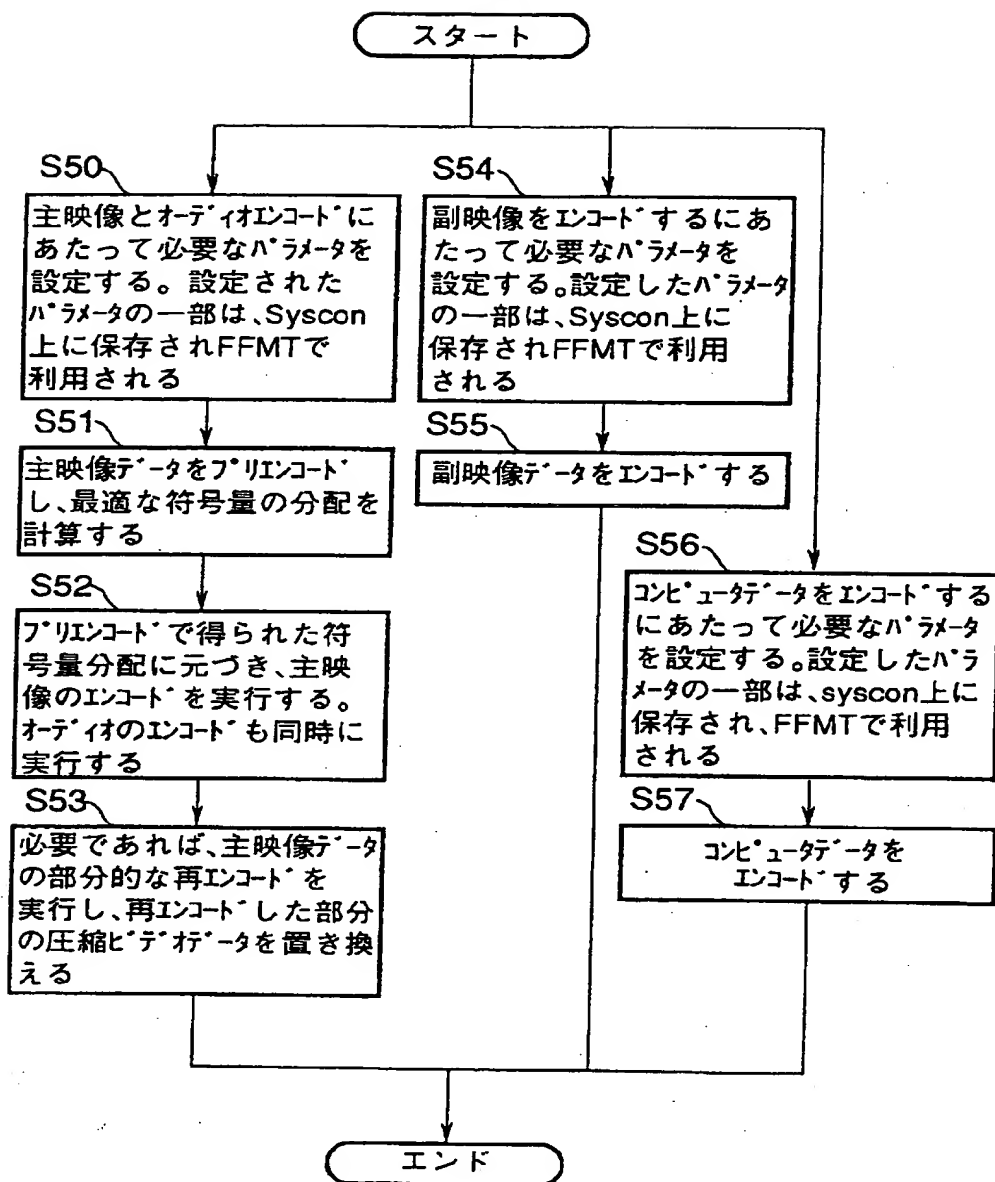 スタート
S50
主映像とオーディオエンコードに
あたって必要なパラメータを
設定する。設定された
パラメータの一部は、Syscon
上に保存されFFMTで
利用される
S51
主映像データをプリエンコード
し、最適な符号量の分配を
計算する
S52
プリエンコードで得られた符
号量分配に元づき、主映
像のエンコードを実行する。
オーディオのエンコードも同時に
実行する
S53
必要であれば、主映像データ
の部分的な再エンコードを
実行し、再エンコードした部分
の圧縮ビデオデータを置き換
える
S54
副映像をエンコードするにあ
たって必要なパラメータを
設定する。設定したパラメータ
の一部は、Syscon上に
保存されFFMTで利用
される
S55
副映像データをエンコードする
S56
コンピュータデータをエンコードする
にあたって必要なパラメータ
を設定する。設定したパラ
メータの一部は、syscon上に
保存され、FFMTで利用
される
S57
コンピュータデータを
エンコードする
エンド